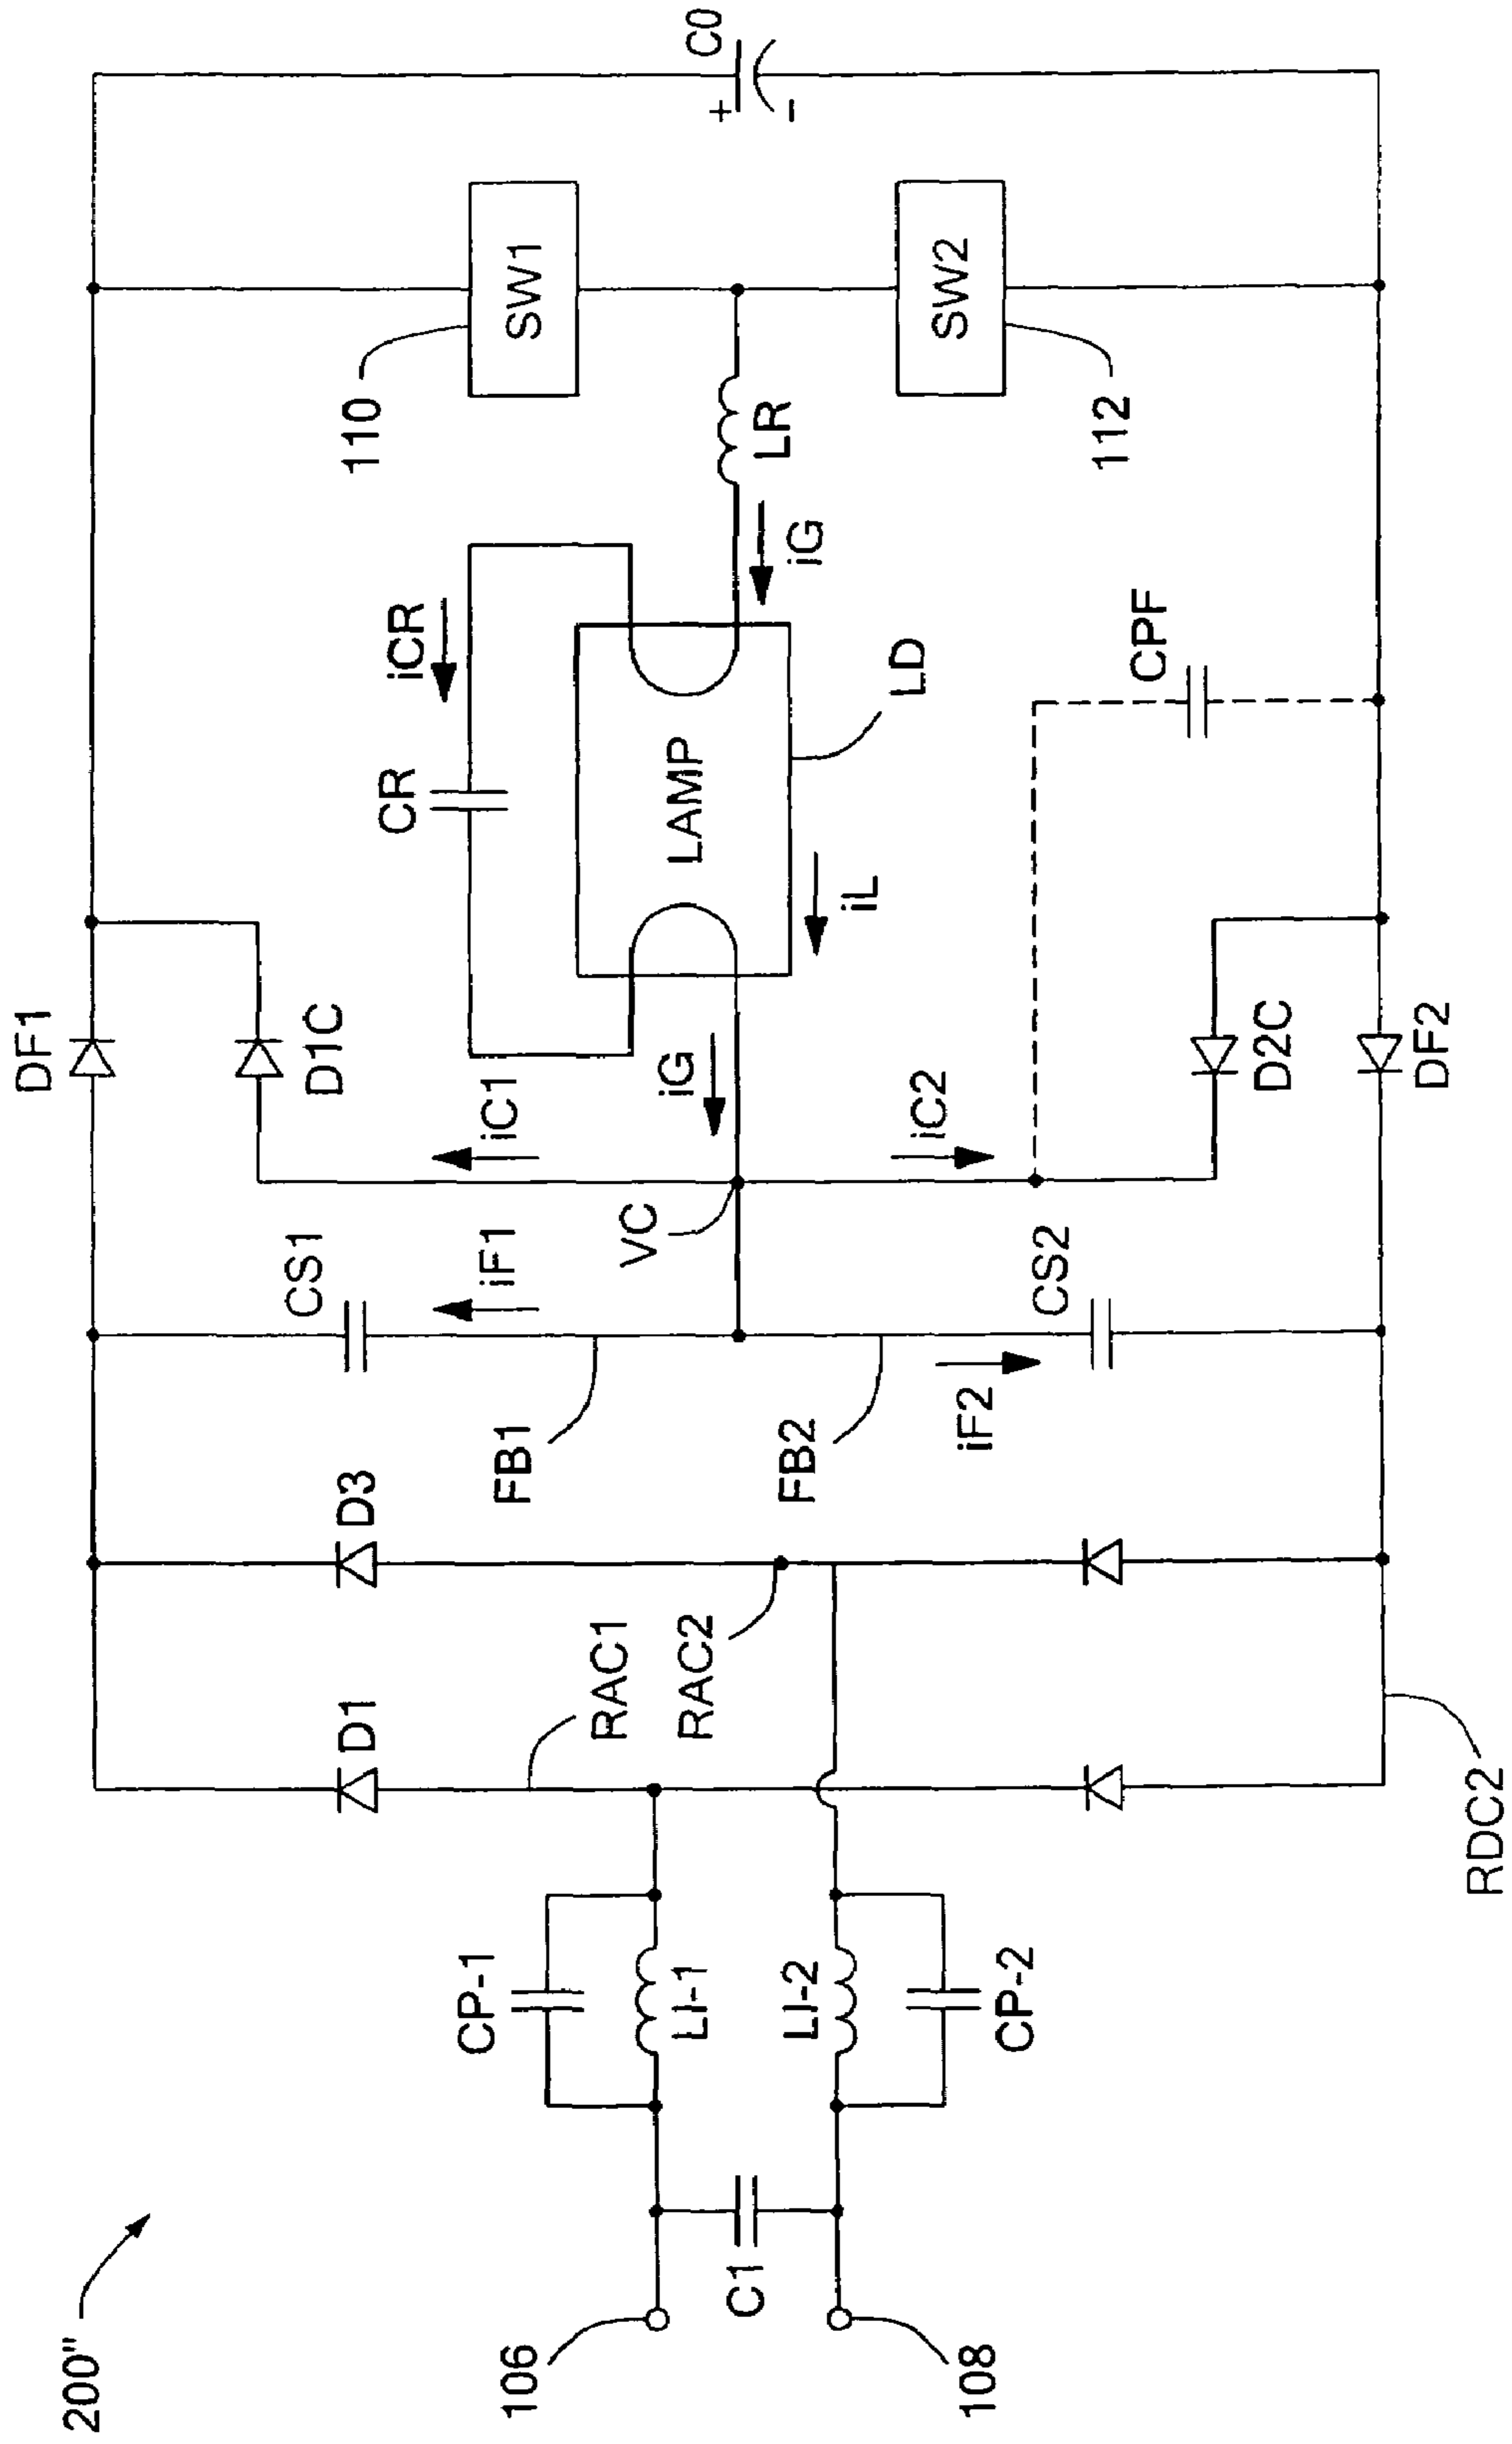 200"
106
108
C1
CP-1
LI-1
LI-2
CP-2
D1
RAC1
RAC2
RDC2
D3
FB1
FB2
CS1
iF1
iF2
CS2
VC
iC1
iC2
DF1
D1C
iG
D2C
DF2
CR
iCR
LAMP
iL
LD
iG
CPF
LR
110
SW1
SW2
112
C0
+
-